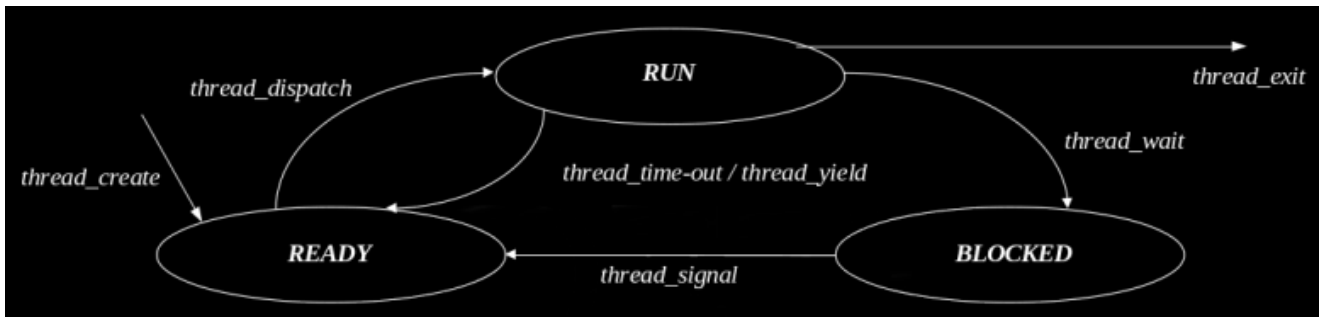 RUN
thread_exit
thread_dispatch
thread_wait
thread_create
thread_time-out / thread_yield
READY
BLOCKED
thread_signal